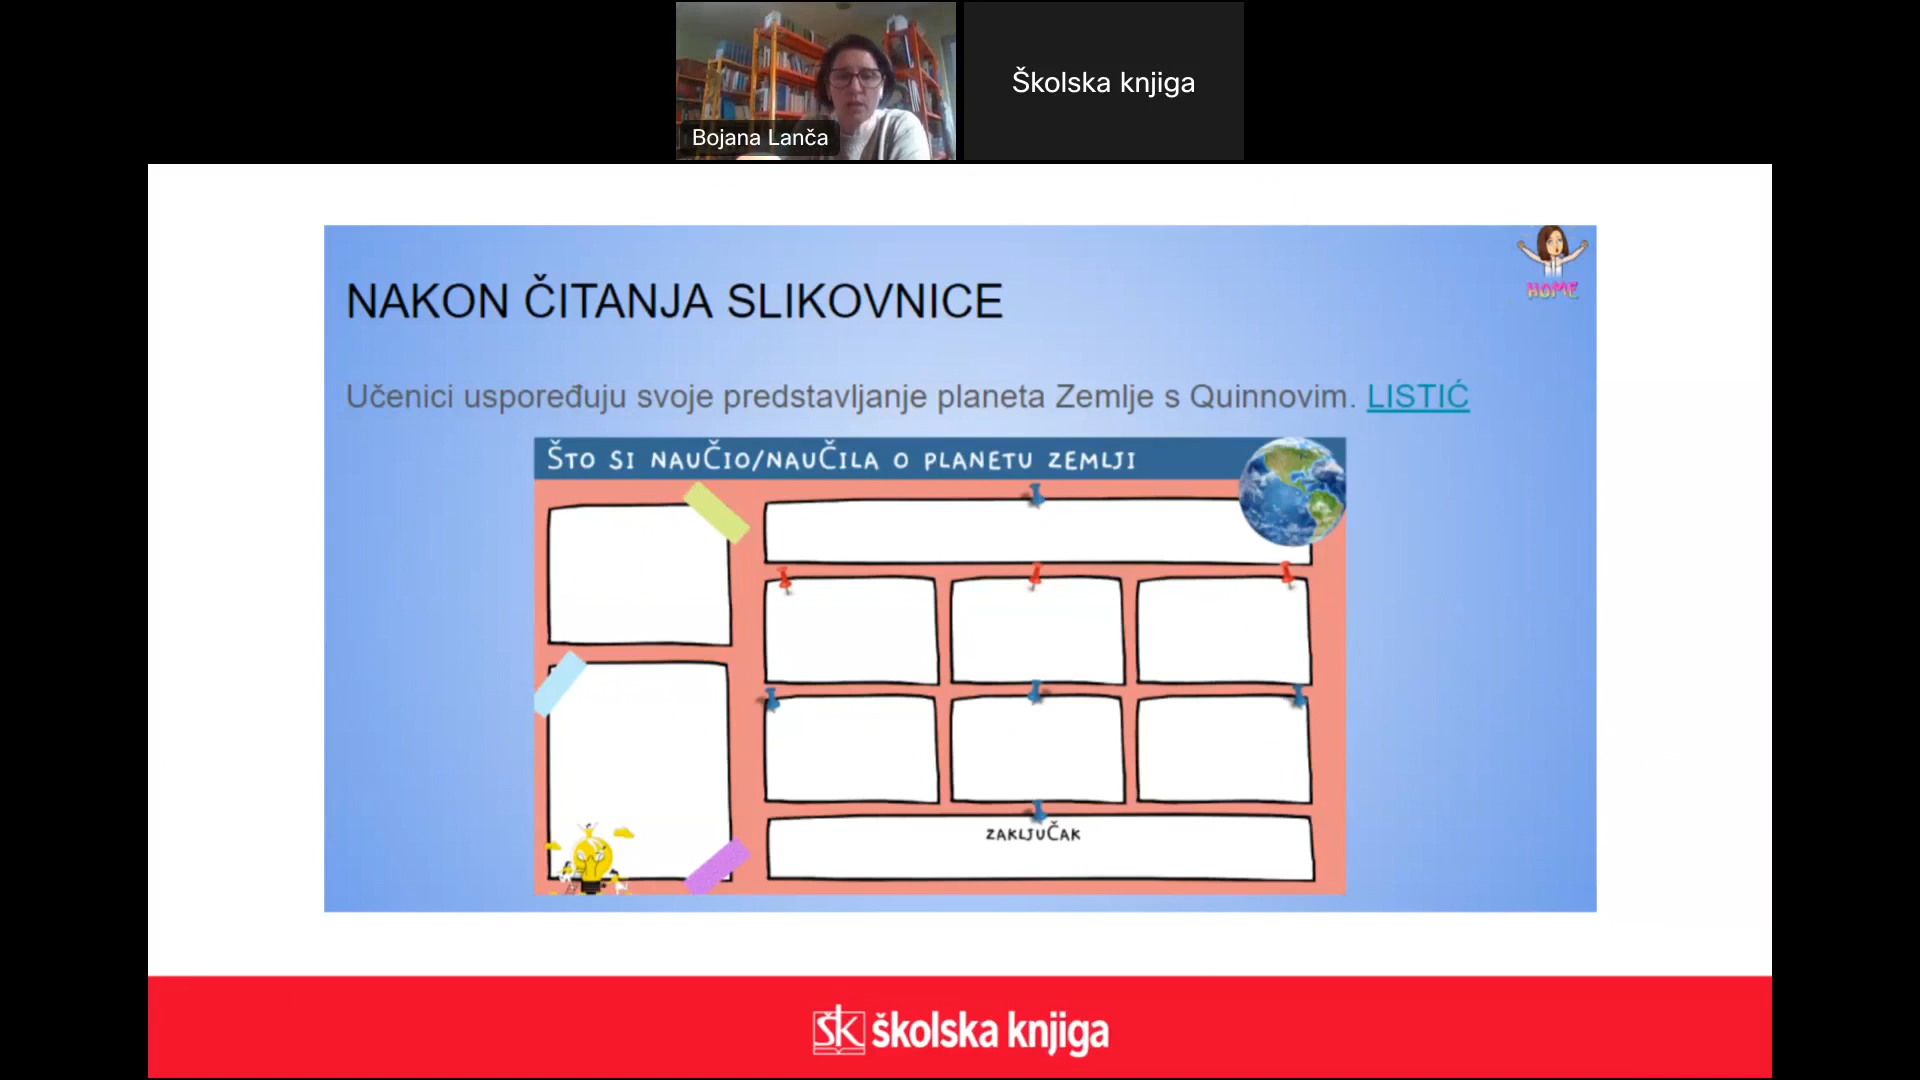 Bojana Lanča
Školska knjiga
NAKON ČITANJA SLIKOVNICE
HOME
Učenici uspoređuju svoje predstavljanje planeta Zemlje s Quinnovim. LISTIĆ
ŠTO SI NAUČIO/NAUČILA O PLANETU ZEMLJI
ZAKLJUČAK
ŠK školska knjiga